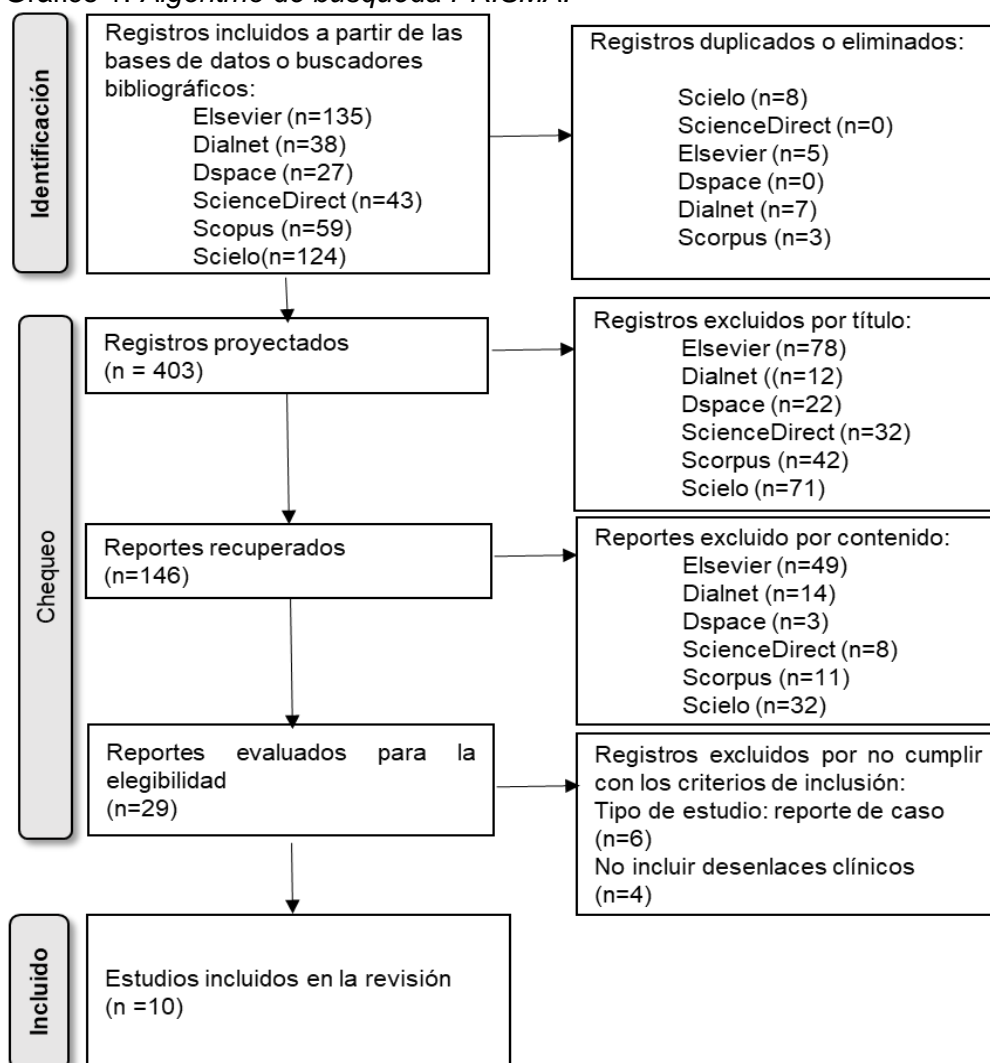 Gráfico 1. Algoritmo de búsqueda PRISMA.
Identificación
Registros incluidos a partir de las
bases de datos o buscadores
bibliográficos:
Elsevier (n=135)
Dialnet (n=38)
Dspace (n=27)
ScienceDirect (n=43)
Scopus (n=59)
Scielo(n=124)
Registros duplicados o eliminados:
Scielo (n=8)
ScienceDirect (n=0)
Elsevier (n=5)
Dspace (n=0)
Dialnet (n=7)
Scorpus (n=3)
Chequeo
Registros proyectados
(n = 403)
Registros excluidos por título:
Elsevier (n=78)
Dialnet ((n=12)
Dspace (n=22)
ScienceDirect (n=32)
Scorpus (n=42)
Scielo (n=71)
Reportes recuperados
(n=146)
Reportes excluido por contenido:
Elsevier (n=49)
Dialnet (n=14)
Dspace (n=3)
ScienceDirect (n=8)
Scorpus (n=11)
Scielo (n=32)
Reportes evaluados para la
elegibilidad
(n=29)
Registros excluidos por no cumplir
con los criterios de inclusión:
Tipo de estudio: reporte de caso
(n=6)
No incluir desenlaces clínicos
(n=4)
Incluido
Estudios incluidos en la revisión
(n =10)